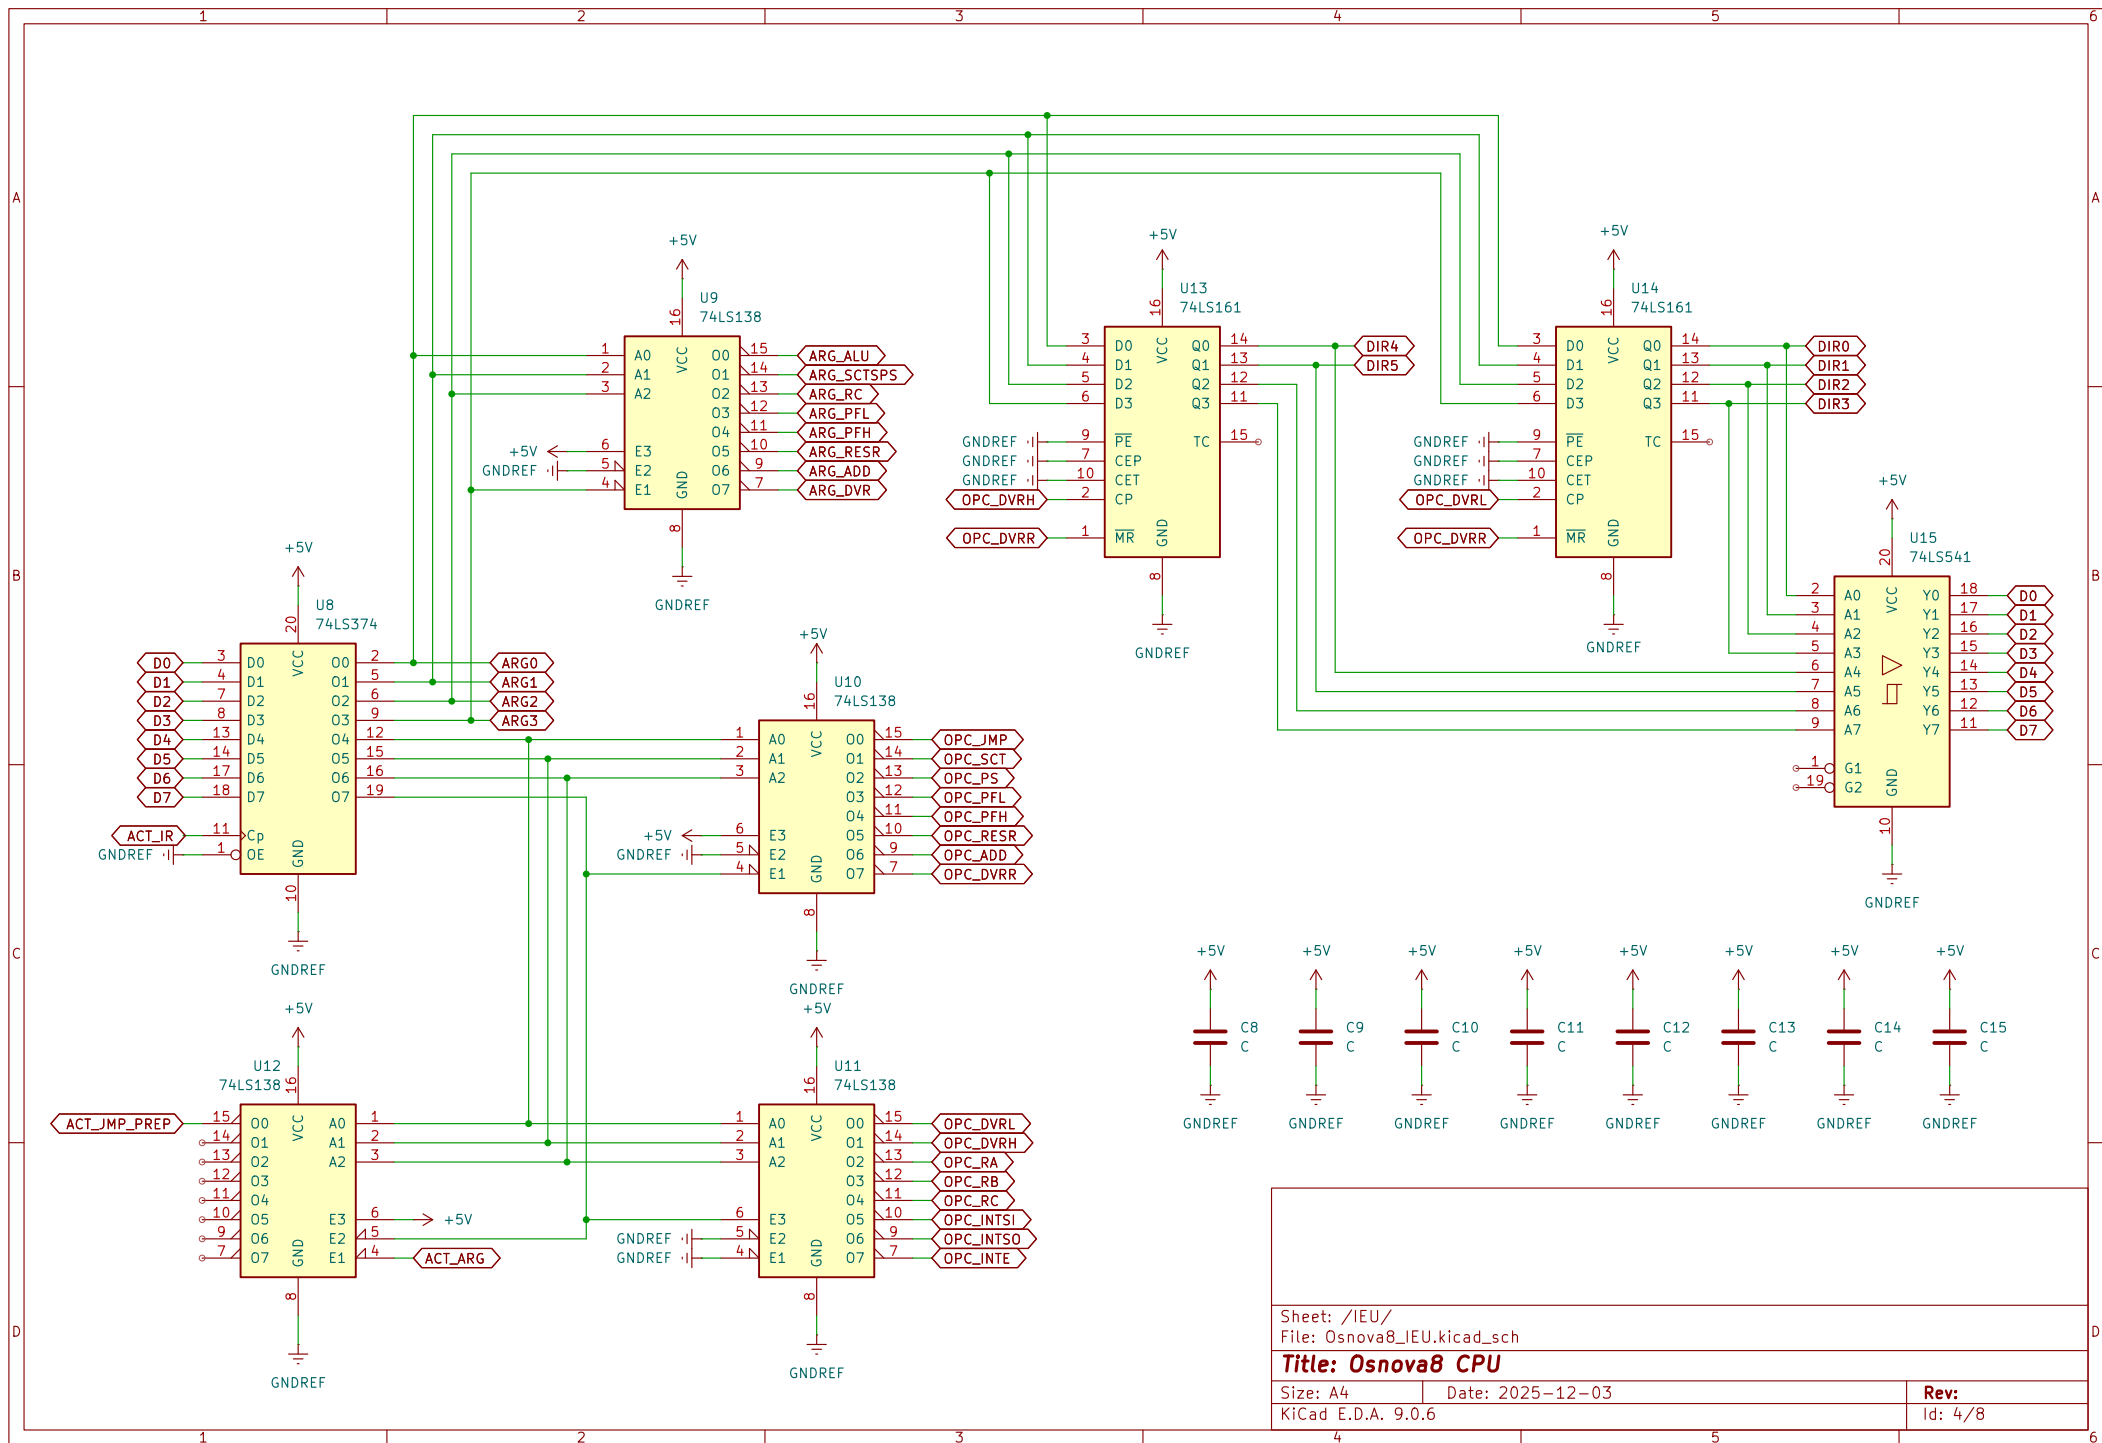 1 2 3 4 5 6
A
B
C
D
A
B
C
D
1 2 3 4 5 6
+5V
U9
74LS138
16
VCC
1 A0 O0 15 ARG_ALU
2 A1 O1 14 ARG_SCTSPS
3 A2 O2 13 ARG_RC
O3 12 ARG_PFL
O4 11 ARG_PFH
+5V 6 E3 O5 10 ARG_RESR
GNDREF 5 E2 O6 9 ARG_ADD
4 E1 O7 7 ARG_DVR
GND
8
GNDREF
+5V
U13
74LS161
16
VCC
3 D0 Q0 14 DIR4
4 D1 Q1 13 DIR5
5 D2 Q2 12
6 D3 Q3 11
GNDREF 9 PE TC 15
GNDREF 7 CEP
GNDREF 10 CET
OPC_DVRH 2 CP
OPC_DVRR 1 MR
GND
8
GNDREF
+5V
U14
74LS161
16
VCC
3 D0 Q0 14 DIR0
4 D1 Q1 13 DIR1
5 D2 Q2 12 DIR2
6 D3 Q3 11 DIR3
GNDREF 9 PE TC 15
GNDREF 7 CEP
GNDREF 10 CET
OPC_DVRL 2 CP
OPC_DVRR 1 MR
GND
8
GNDREF
+5V
U15
74LS541
20
VCC
2 A0 Y0 18 D0
3 A1 Y1 17 D1
4 A2 Y2 16 D2
5 A3 Y3 15 D3
6 A4 Y4 14 D4
7 A5 Y5 13 D5
8 A6 Y6 12 D6
9 A7 Y7 11 D7
1 G1
19 G2
GND
10
GNDREF
+5V
U8
74LS374
20
VCC
D0 3 D0 O0 2 ARG0
D1 4 D1 O1 5 ARG1
D2 7 D2 O2 6 ARG2
D3 8 D3 O3 9 ARG3
D4 13 D4 O4 12
D5 14 D5 O5 15
D6 17 D6 O6 16
D7 18 D7 O7 19
ACT_IR 11 Cp
GNDREF 1 OE
GND
10
GNDREF
+5V
U10
74LS138
16
VCC
1 A0 O0 15 OPC_JMP
2 A1 O1 14 OPC_SCT
3 A2 O2 13 OPC_PS
O3 12 OPC_PFL
O4 11 OPC_PFH
+5V 6 E3 O5 10 OPC_RESR
GNDREF 5 E2 O6 9 OPC_ADD
4 E1 O7 7 OPC_DVRR
GND
8
GNDREF
+5V
U12
74LS138
16
VCC
ACT_JMP_PREP 15 O0 A0 1
14 O1 A1 2
13 O2 A2 3
12 O3
11 O4
10 O5 E3 6 +5V
9 O6 E2 5
7 O7 E1 4 ACT_ARG
GND
8
GNDREF
+5V
U11
74LS138
16
VCC
1 A0 O0 15 OPC_DVRL
2 A1 O1 14 OPC_DVRH
3 A2 O2 13 OPC_RA
O3 12 OPC_RB
O4 11 OPC_RC
6 E3 O5 10 OPC_INTSI
GNDREF 5 E2 O6 9 OPC_INTSO
GNDREF 4 E1 O7 7 OPC_INTE
GND
8
GNDREF
+5V +5V +5V +5V +5V +5V +5V +5V
C8 C9 C10 C11 C12 C13 C14 C15
C C C C C C C C
GNDREF GNDREF GNDREF GNDREF GNDREF GNDREF GNDREF GNDREF
Sheet: /IEU/
File: Osnova8_IEU.kicad_sch
Title: Osnova8 CPU
Size: A4 Date: 2025-12-03 Rev:
KiCad E.D.A. 9.0.6 Id: 4/8